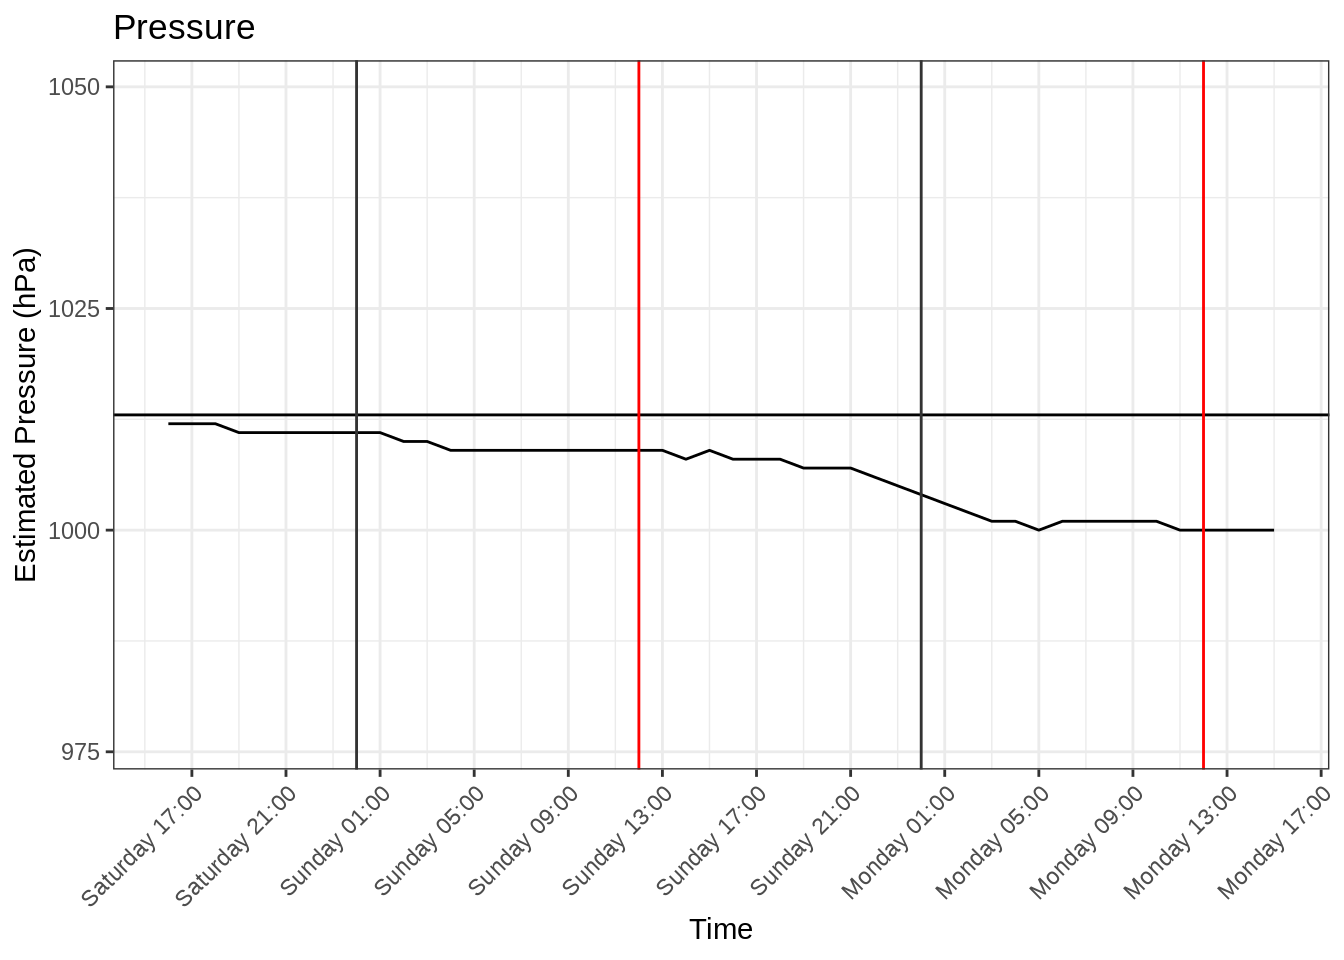 Pressure
Estimated Pressure (hPa)
1050
1025
1000
975
Saturday 17:00
Saturday 21:00
Sunday 01:00
Sunday 05:00
Sunday 09:00
Sunday 13:00
Sunday 17:00
Sunday 21:00
Monday 01:00
Monday 05:00
Monday 09:00
Monday 13:00
Monday 17:00
Time